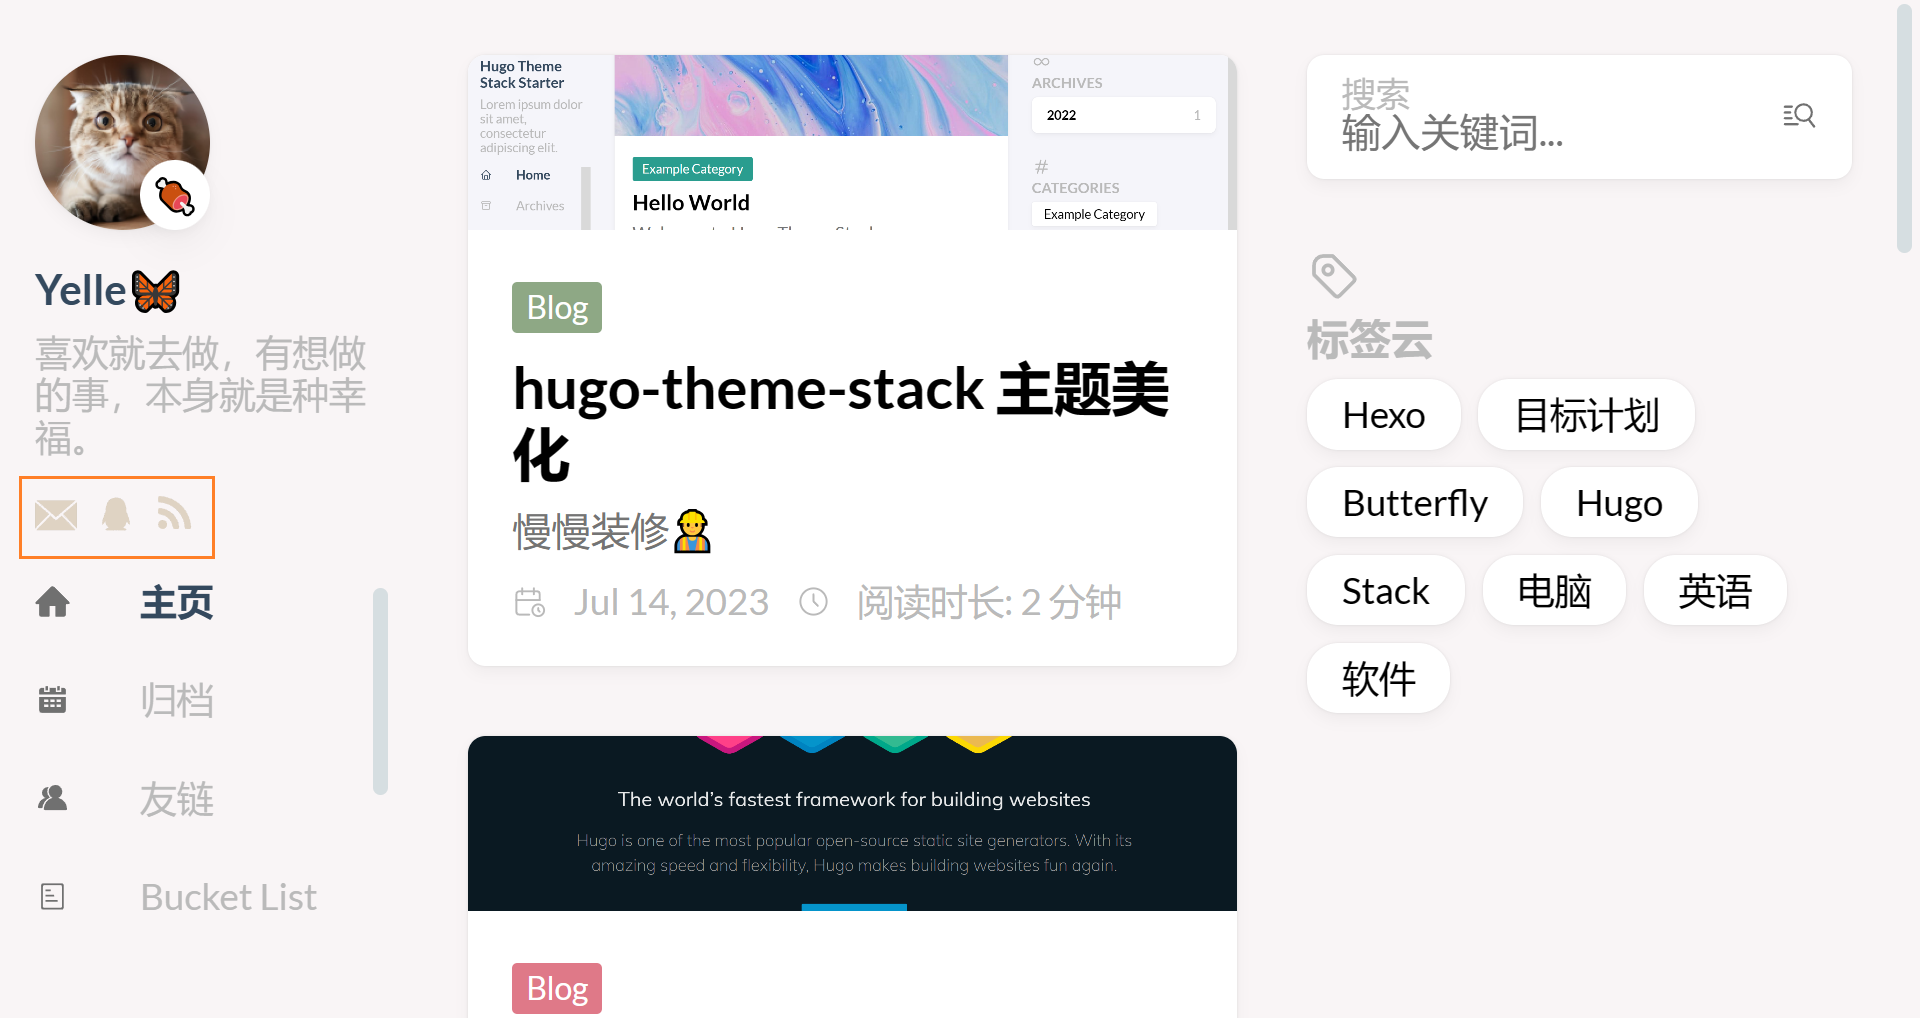 Yelle
喜欢就去做，有想做
的事，本身就是种幸
福。
主页
归档
友链
Bucket List
Hugo Theme
Stack Starter
Lorem ipsum dolor
sit amet,
consectetur
adipiscing elit.
Home
Archives
Example Category
Hello World
ARCHIVES
2022 1
CATEGORIES
Example Category
Blog
hugo-theme-stack 主题美
化
慢慢装修
Jul 14, 2023 阅读时长: 2 分钟
The world's fastest framework for building websites
Hugo is one of the most popular open-source static site generators. With its
amazing speed and flexibility, Hugo makes building websites fun again.
Blog
搜索
输入关键词...
标签云
Hexo 目标计划
Butterfly Hugo
Stack 电脑 英语
软件